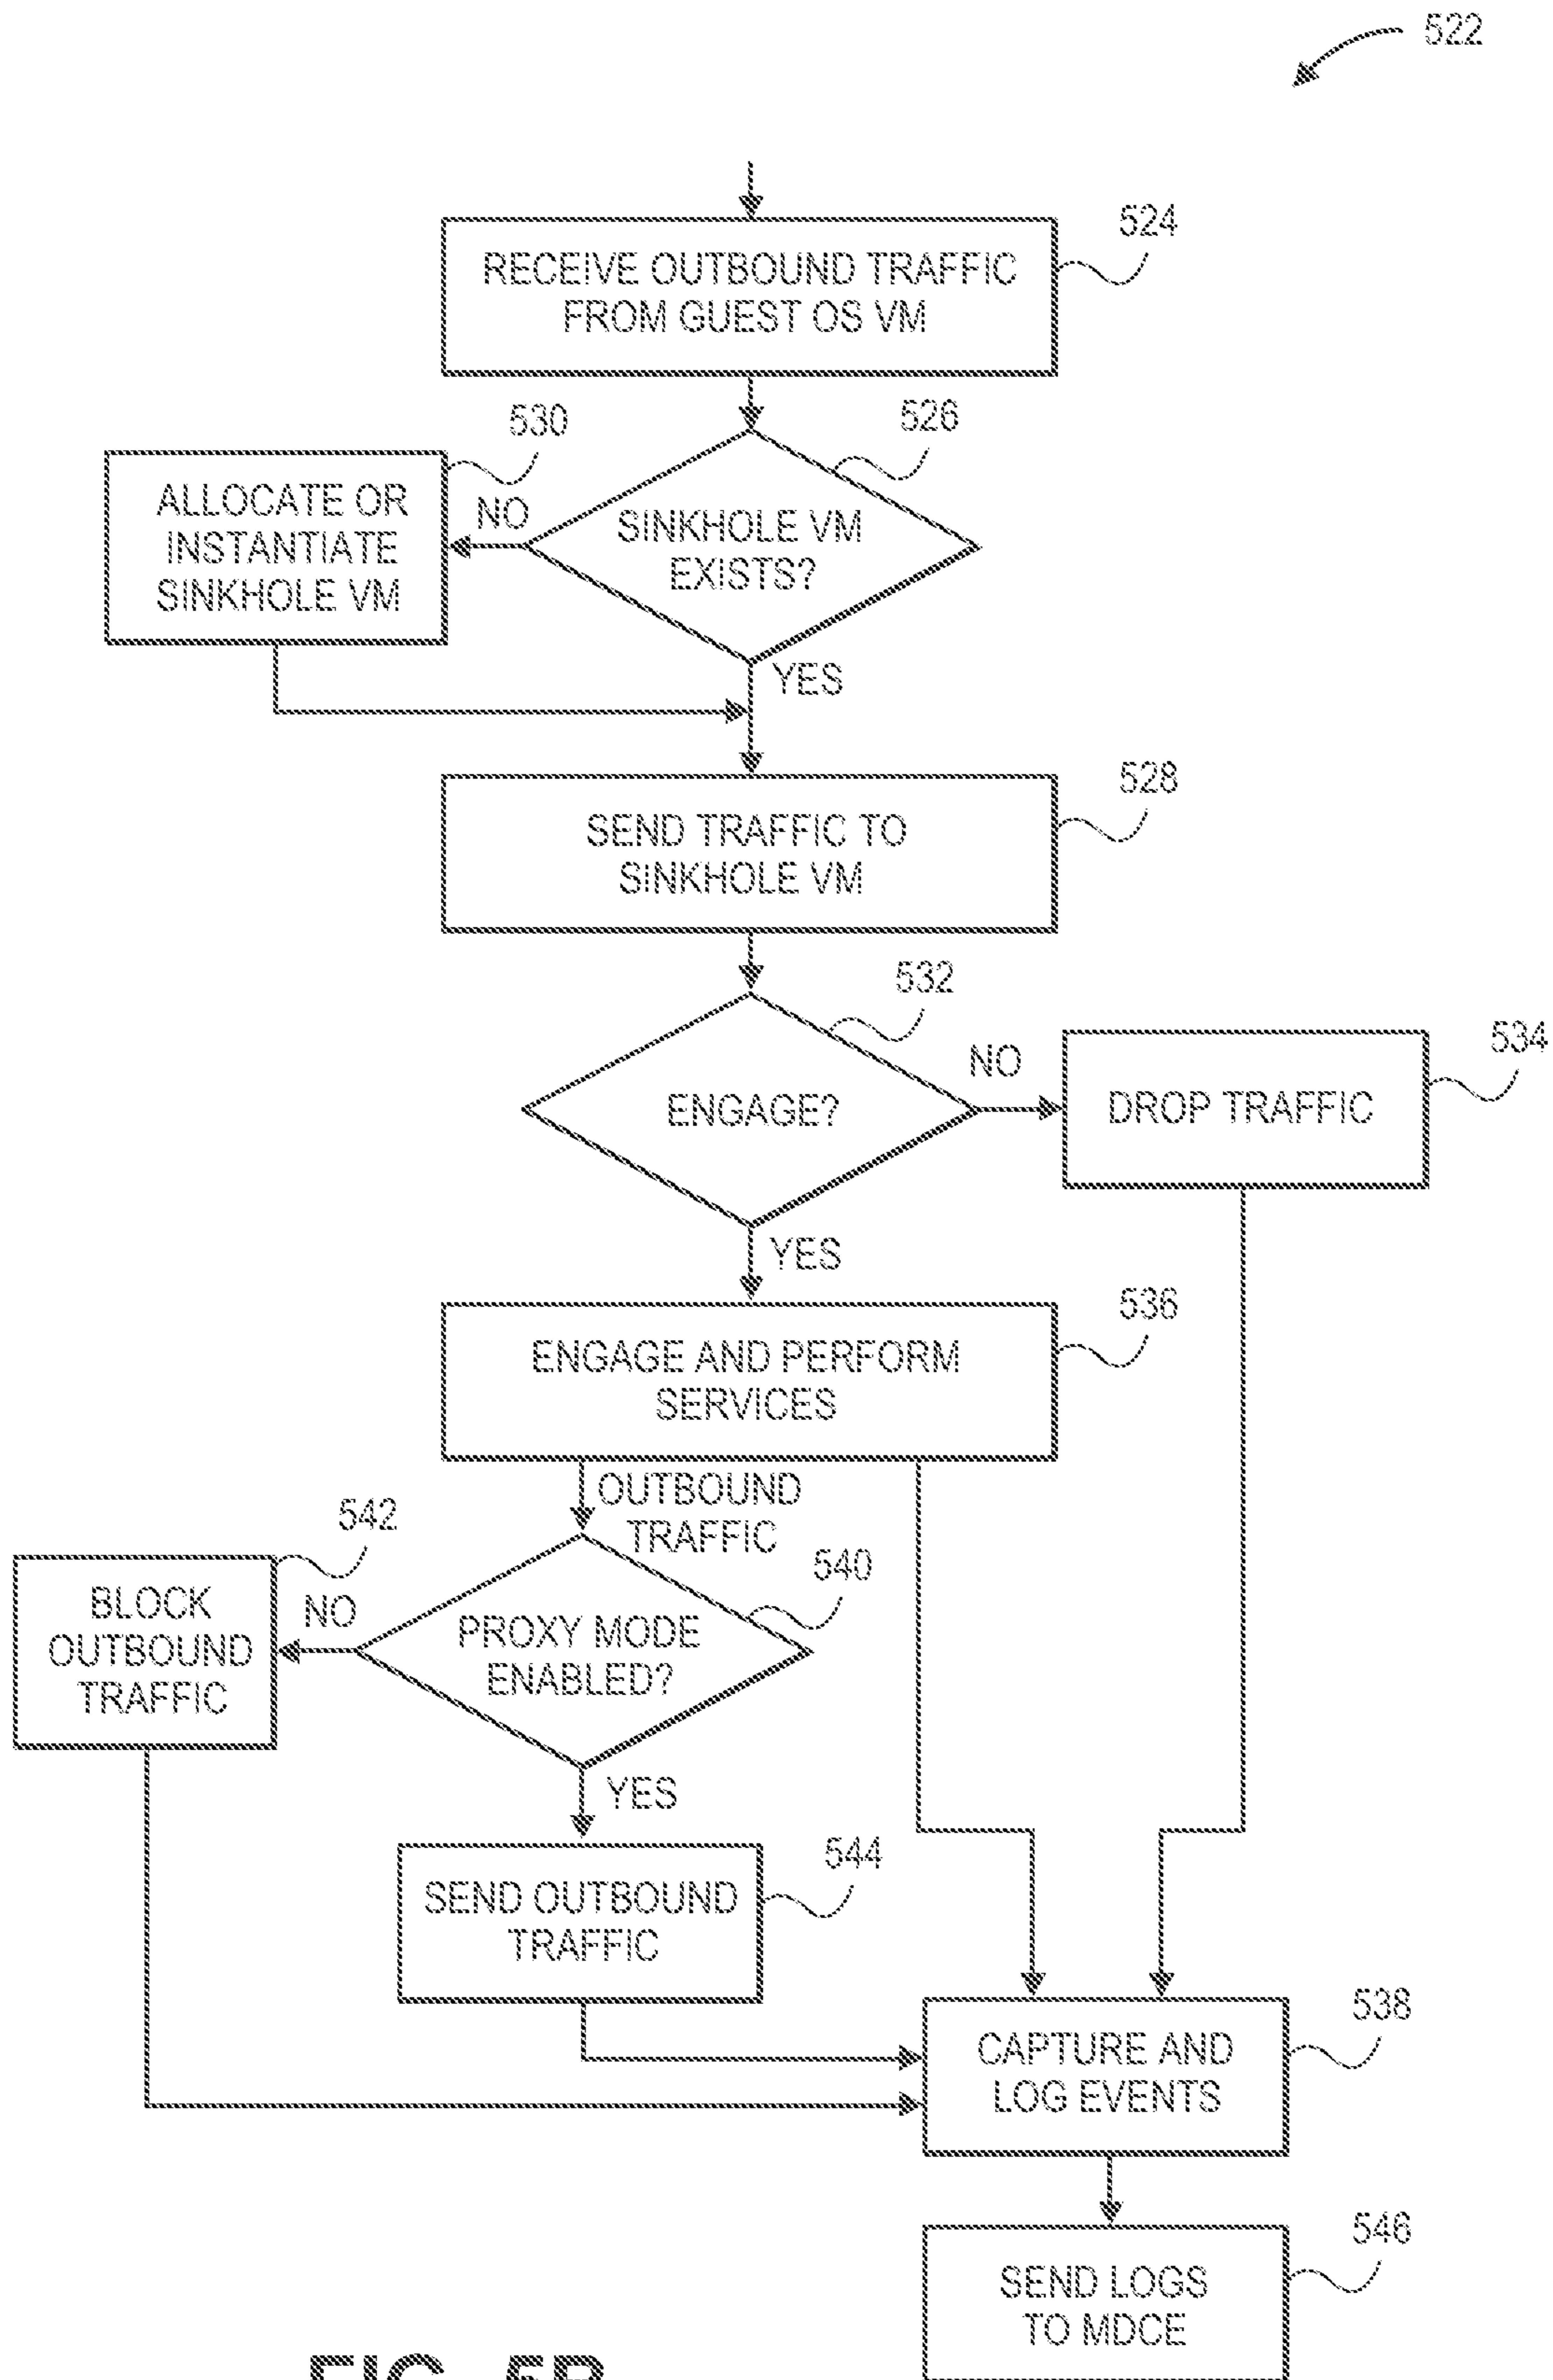 522
RECEIVE OUTBOUND TRAFFIC
FROM GUEST OS VM
524
526
530
ALLOCATE OR
INSTANTIATE
SINKHOLE VM
NO
SINKHOLE VM
EXISTS?
YES
SEND TRAFFIC TO
SINKHOLE VM
528
532
ENGAGE?
NO
DROP TRAFFIC
534
YES
ENGAGE AND PERFORM
SERVICES
536
OUTBOUND
TRAFFIC
542
BLOCK
OUTBOUND
TRAFFIC
NO
PROXY MODE
ENABLED?
540
YES
SEND OUTBOUND
TRAFFIC
544
CAPTURE AND
LOG EVENTS
538
SEND LOGS
TO MDCE
546
FIG. 5B